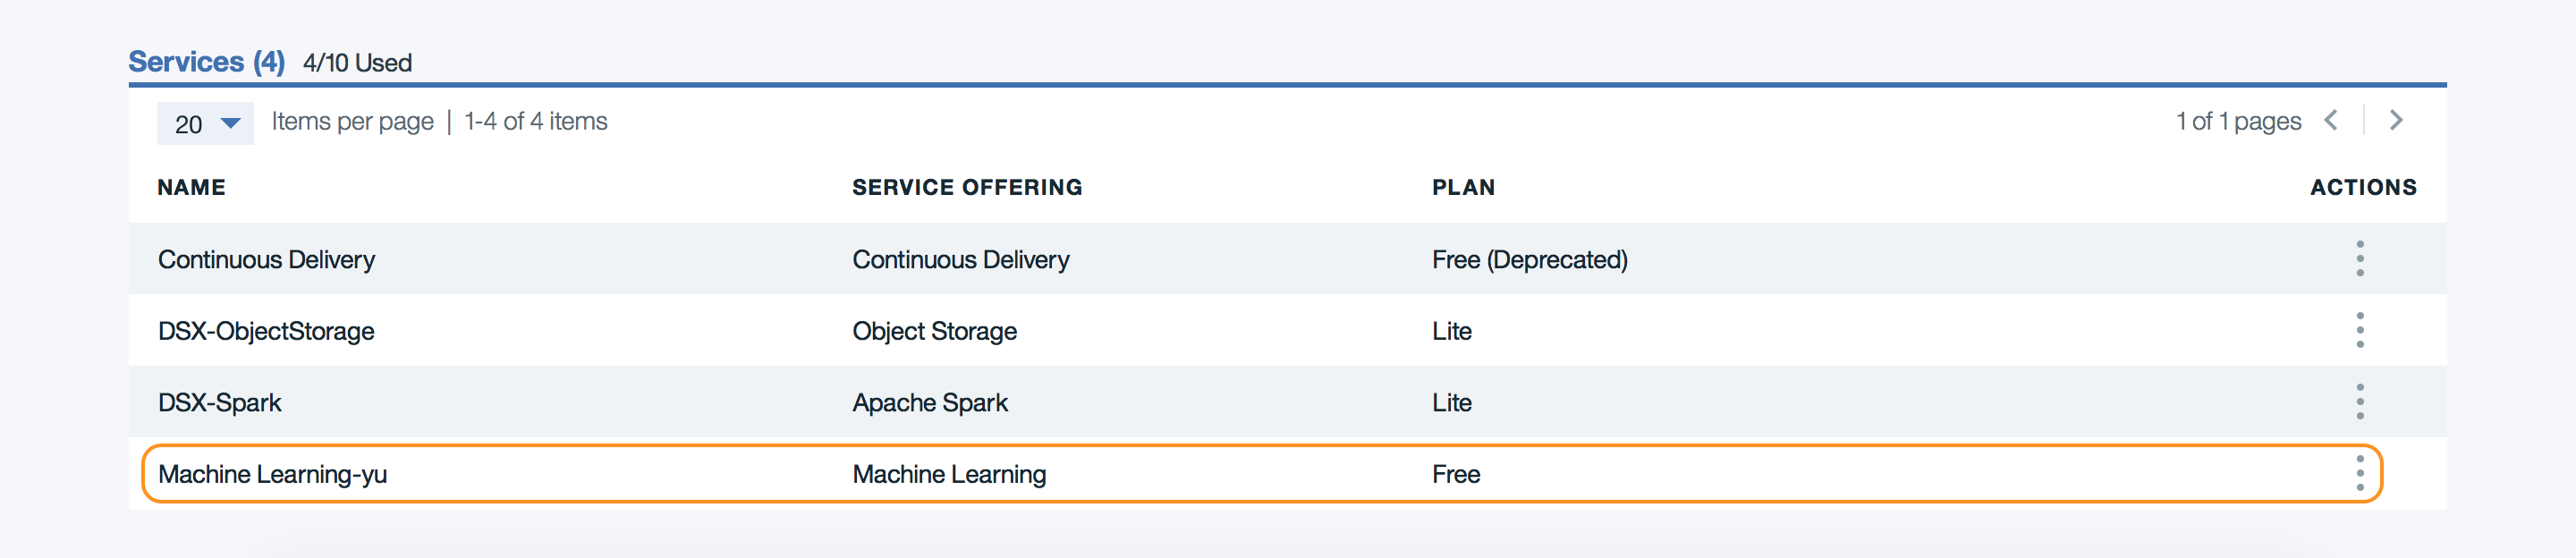 Services (4) 4/10 Used
20 Items per page | 1-4 of 4 items 1 of 1 pages
NAME SERVICE OFFERING PLAN ACTIONS
Continuous Delivery Continuous Delivery Free (Deprecated)
DSX-ObjectStorage Object Storage Lite
DSX-Spark Apache Spark Lite
Machine Learning-yu Machine Learning Free